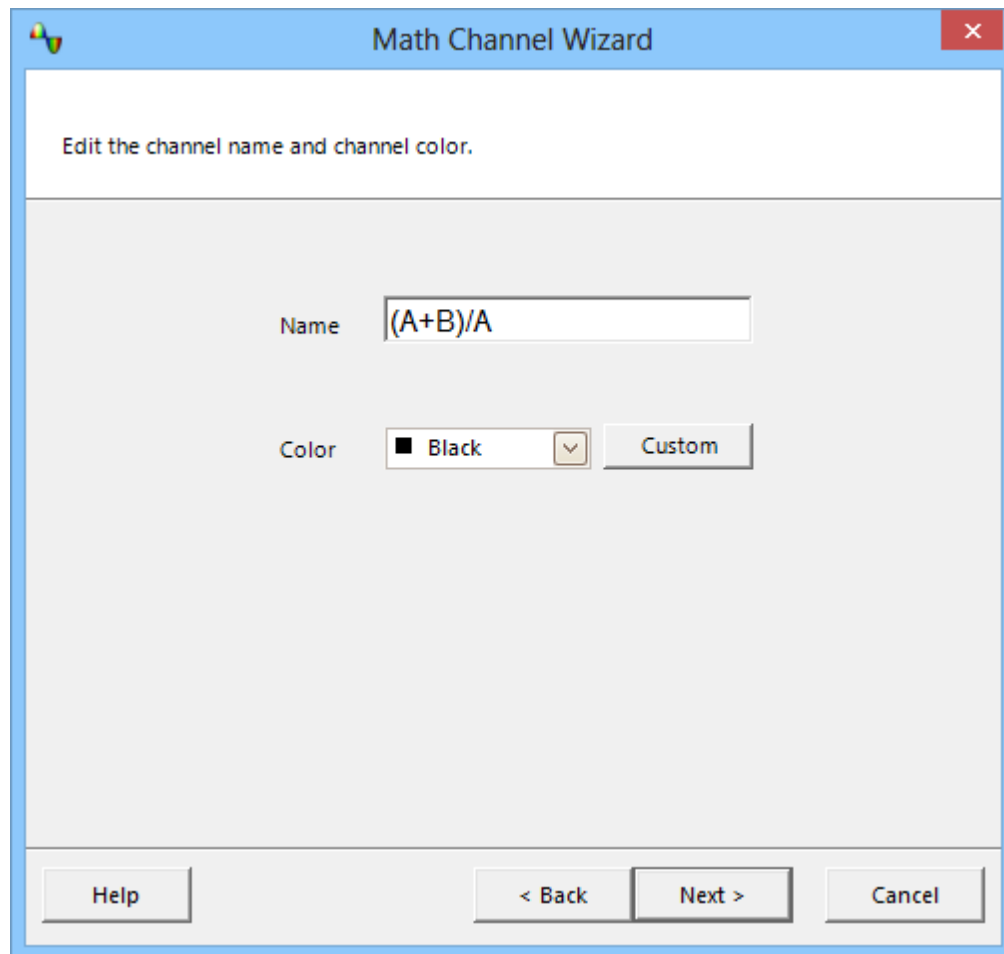 Math Channel Wizard
Edit the channel name and channel color.
Name (A+B)/A
Color Black Custom
Help < Back Next > Cancel